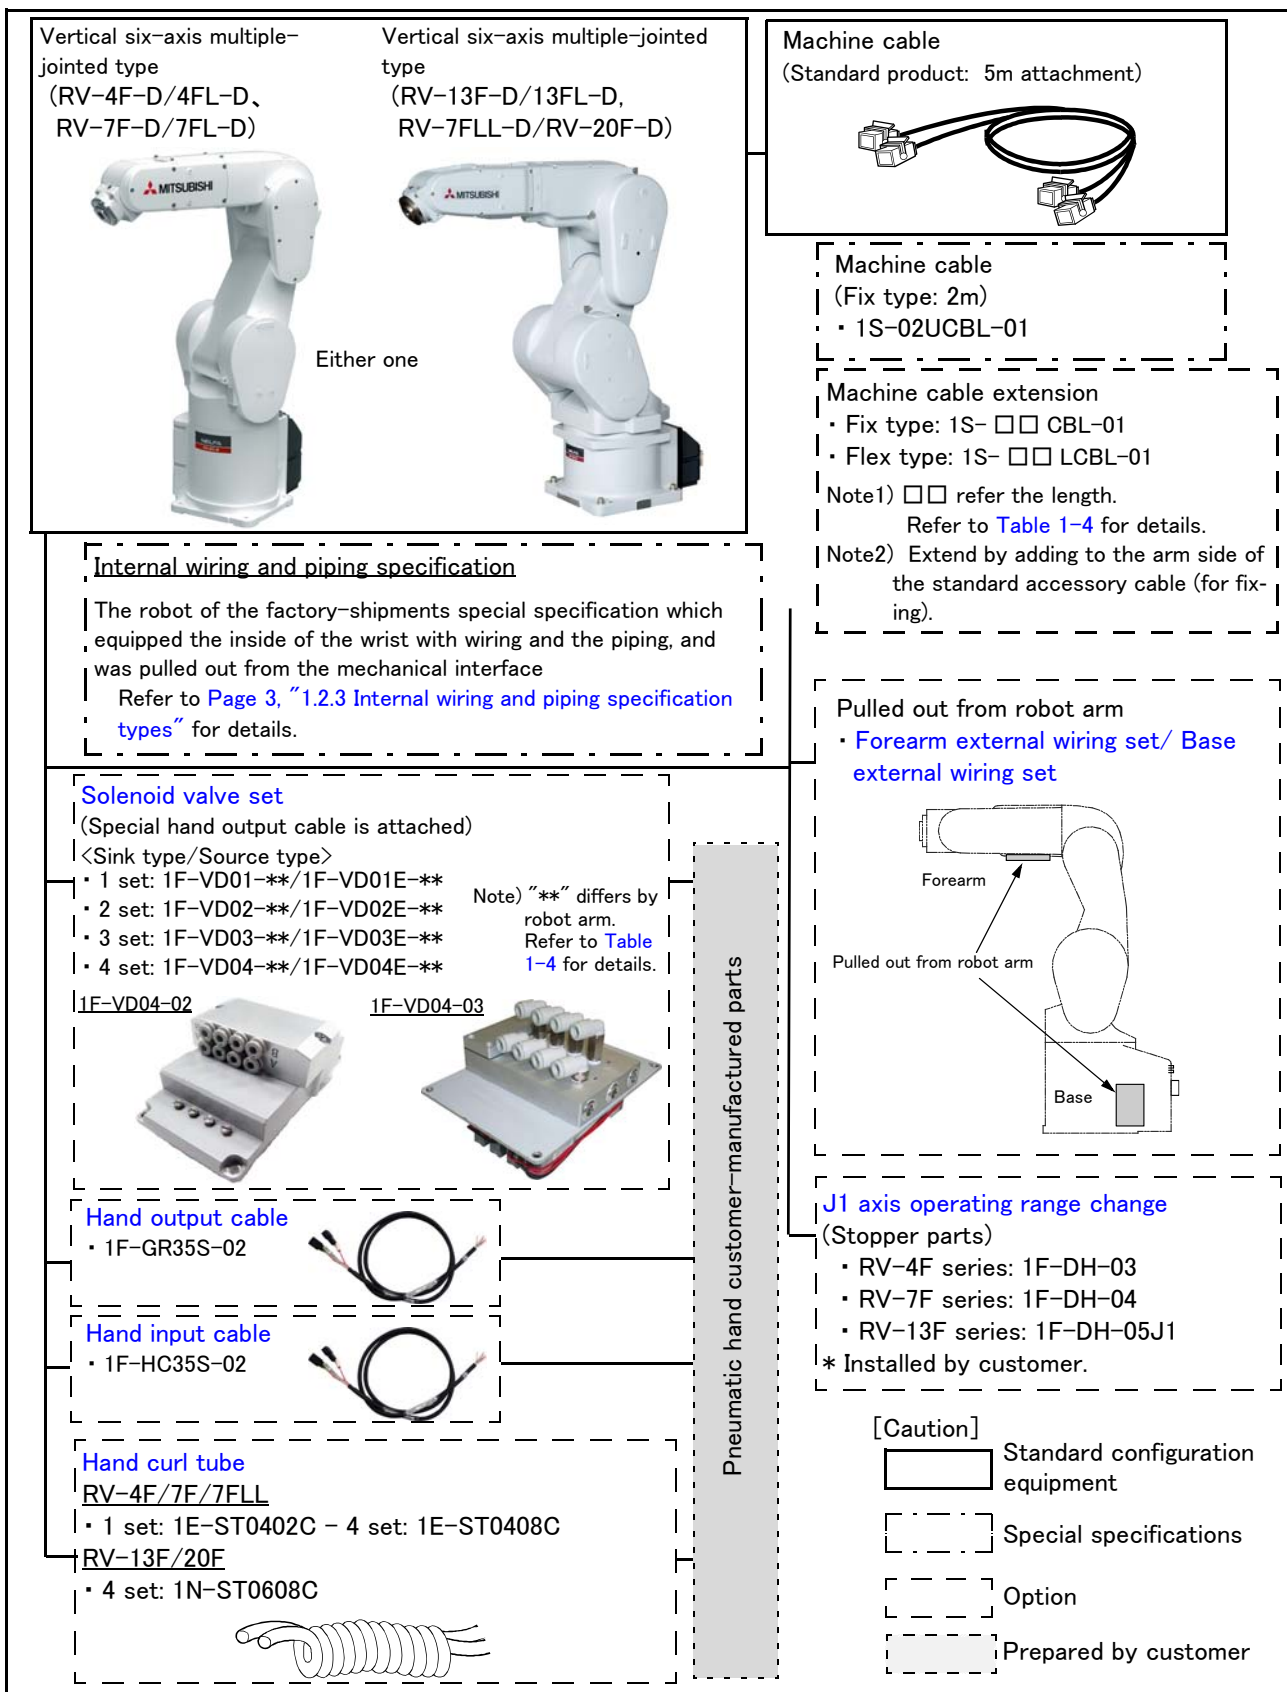 Vertical six-axis multiple-
jointed type
(RV-4F-D/4FL-D、
RV-7F-D/7FL-D)
Vertical six-axis multiple-jointed
type
(RV-13F-D/13FL-D,
RV-7FLL-D/RV-20F-D)
MITSUBISHI
MITSUBISHI
Either one
Machine cable
(Standard product: 5m attachment)
Machine cable
(Fix type: 2m)
・1S-02UCBL-01
Machine cable extension
・Fix type: 1S- □□ CBL-01
・Flex type: 1S- □□ LCBL-01
Note1) □□ refer the length.
Refer to Table 1-4 for details.
Note2) Extend by adding to the arm side of
the standard accessory cable (for fix-
ing).
Internal wiring and piping specification
The robot of the factory-shipments special specification which
equipped the inside of the wrist with wiring and the piping, and
was pulled out from the mechanical interface
Refer to Page 3, "1.2.3 Internal wiring and piping specification
types" for details.
Pulled out from robot arm
・Forearm external wiring set/ Base
external wiring set
Forearm
Pulled out from robot arm
Base
Solenoid valve set
(Special hand output cable is attached)
<Sink type/Source type>
・1 set: 1F-VD01-**/1F-VD01E-**
・2 set: 1F-VD02-**/1F-VD02E-**
・3 set: 1F-VD03-**/1F-VD03E-**
・4 set: 1F-VD04-**/1F-VD04E-**
Note) "**" differs by
robot arm.
Refer to Table
1-4 for details.
1F-VD04-02
1F-VD04-03
Pneumatic hand customer-manufactured parts
J1 axis operating range change
(Stopper parts)
・RV-4F series: 1F-DH-03
・RV-7F series: 1F-DH-04
・RV-13F series: 1F-DH-05J1
* Installed by customer.
Hand output cable
・1F-GR35S-02
Hand input cable
・1F-HC35S-02
Hand curl tube
RV-4F/7F/7FLL
・1 set: 1E-ST0402C - 4 set: 1E-ST0408C
RV-13F/20F
・4 set: 1N-ST0608C
[Caution]
Standard configuration
equipment
Special specifications
Option
Prepared by customer